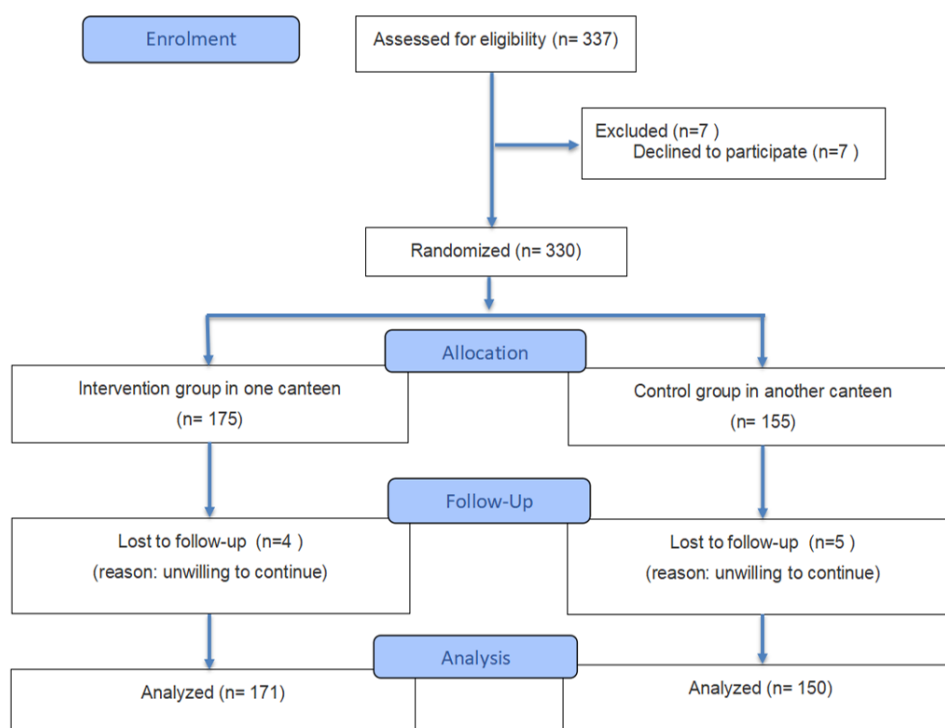 Enrolment
Assessed for eligibility (n= 337)
Excluded (n=7 )
Declined to participate (n=7 )
Randomized (n= 330)
Allocation
Intervention group in one canteen
(n= 175)
Control group in another canteen
(n= 155)
Follow-Up
Lost to follow-up (n=4 )
(reason: unwilling to continue)
Lost to follow-up (n=5 )
(reason: unwilling to continue)
Analysis
Analyzed (n= 171)
Analyzed (n= 150)